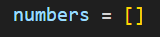 numbers = []